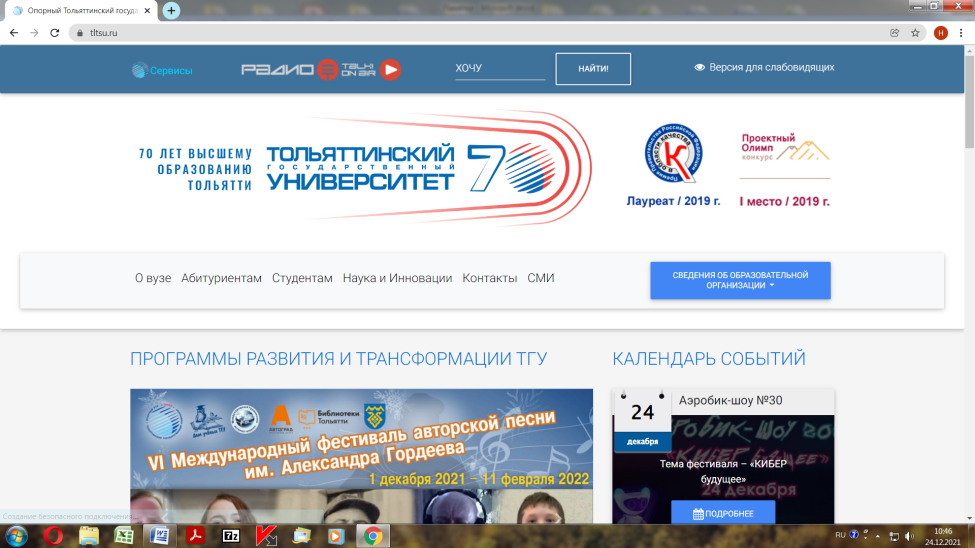 Опорный Тольяттинский госуда
tltsu.ru
Н
Сервисы
РАДИО
TALK
ON AIR
ХОЧУ
НАЙТИ!
Версия для слабовидящих
70 ЛЕТ ВЫСШЕМУ
ОБРАЗОВАНИЮ
ТОЛЬЯТТИ
ТОЛЬЯТТИНСКИЙ
ГОСУДАРСТВЕННЫЙ
УНИВЕРСИТЕТ
70
Проектный
Олимп
конкурс
Лауреат / 2019 г.
I место / 2019 г.
О вузе Абитуриентам Студентам Наука и Инновации Контакты СМИ
СВЕДЕНИЯ ОБ ОБРАЗОВАТЕЛЬНОЙ
ОРГАНИЗАЦИИ
ПРОГРАММЫ РАЗВИТИЯ И ТРАНСФОРМАЦИИ ТГУ
КАЛЕНДАРЬ СОБЫТИЙ
АВТОГРАД
Библиотеки
Тольятти
VI Международный фестиваль авторской песни
им. Александра Гордеева
1 декабря 2021 – 11 февраля 2022
24
декабря
Аэробик-шоу №30
Тема фестиваля – «КИБЕР
будущее»
24 декабря
ПОДРОБНЕЕ
Создание безопасного подключения...
RU
10:46
24.12.2021